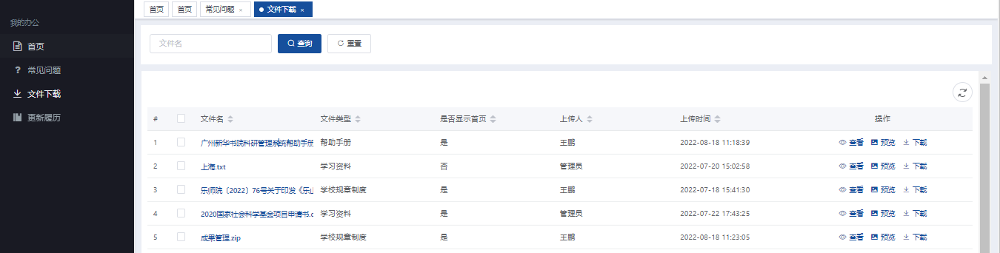 我的办公
首页
常见问题
文件下载
更新履历
首页 首页 常见问题 × 文件下载 ×
文件名 查询 重置
# 文件名 文件类型 是否显示首页 上传人 上传时间 操作
1 广州新华书院科研管理系统帮助手册 帮助手册 是 王鹏 2022-08-18 11:18:39 查看 预览 下载
2 上海.txt 学习资料 否 管理员 2022-07-20 15:02:58 查看 预览 下载
3 乐师院〔2022〕76号关于印发《乐山 学校规章制度 是 王鹏 2022-07-18 15:41:30 查看 预览 下载
4 2020国家社会科学基金项目申请书.c 学习资料 是 管理员 2022-07-22 17:43:25 查看 预览 下载
5 成果管理.zip 学校规章制度 是 王鹏 2022-08-18 11:23:05 查看 预览 下载